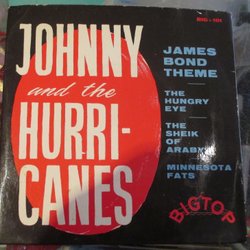 BIG - 101
JOHNNY
and the
HURRI-
CANES
JAMES
BOND
THEME
THE HUNGRY
EYE
THE
SHEIK OF
ARABY
MINNESOTA
FATS
BIGTOP